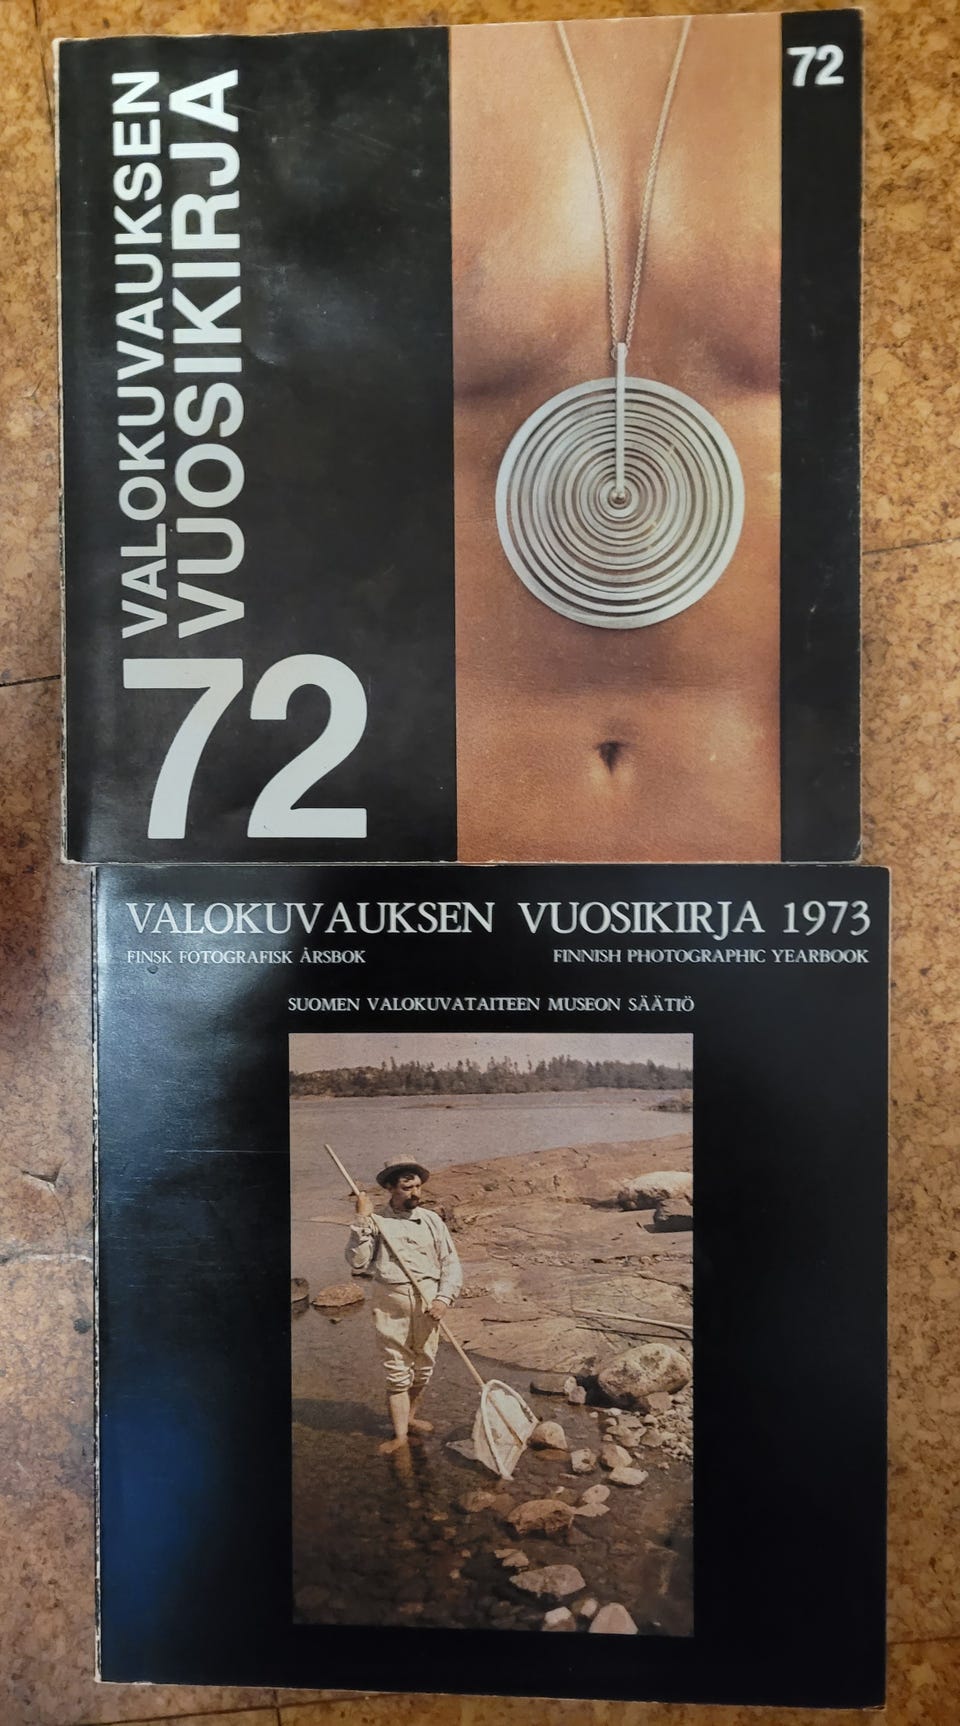 VALOKUVAUKSEN
VUOSIKIRJA
72
72
VALOKUVAUKSEN VUOSIKIRJA 1973
FINSK FOTOGRAFISK ÅRSBOK
FINNISH PHOTOGRAPHIC YEARBOOK
SUOMEN VALOKUVATAITEEN MUSEON SÄÄTIÖ